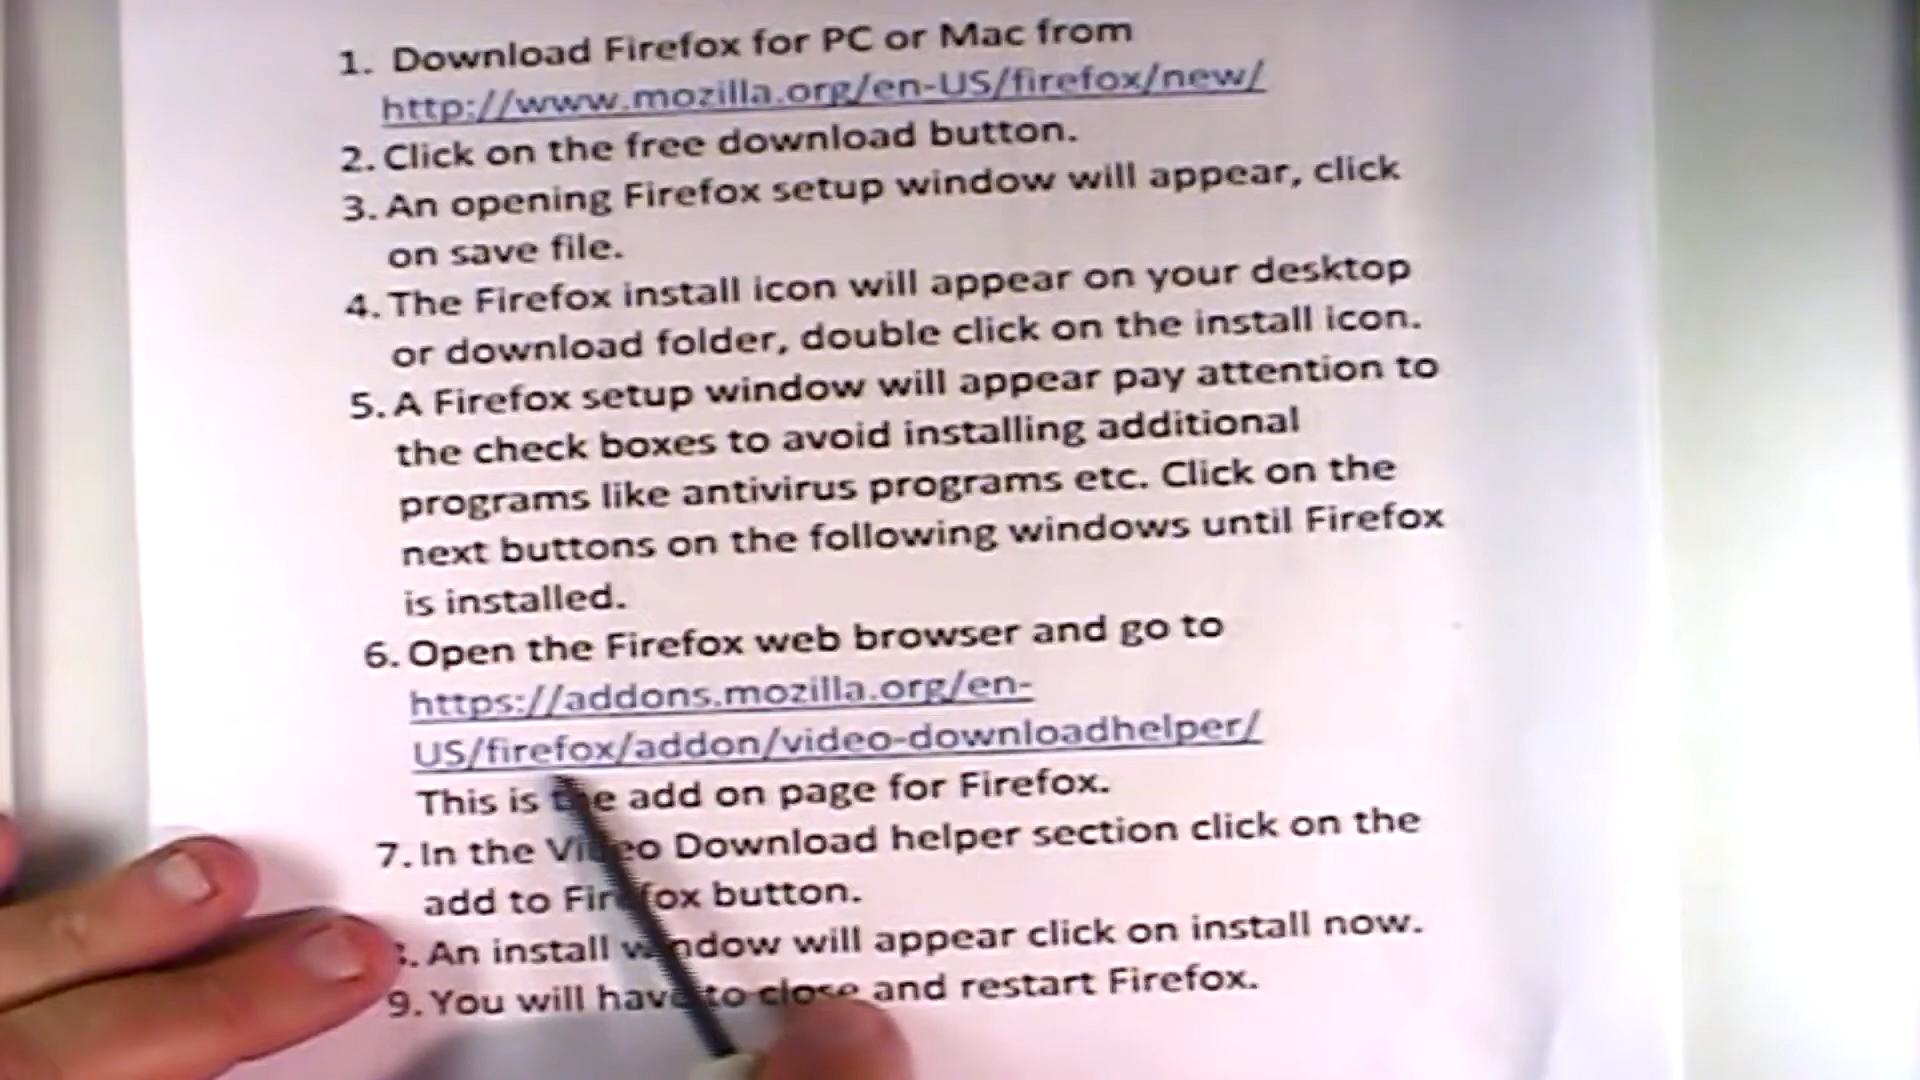 1. Download Firefox for PC or Mac from
http://www.mozilla.org/en-US/firefox/new/
2. Click on the free download button.
3. An opening Firefox setup window will appear, click
on save file.
4. The Firefox install icon will appear on your desktop
or download folder, double click on the install icon.
5. A Firefox setup window will appear pay attention to
the check boxes to avoid installing additional
programs like antivirus programs etc. Click on the
next buttons on the following windows until Firefox
is installed.
6. Open the Firefox web browser and go to
https://addons.mozilla.org/en-
US/firefox/addon/video-downloadhelper/
This is the add on page for Firefox.
7. In the Video Download helper section click on the
add to Firefox button.
8. An install window will appear click on install now.
9. You will have to close and restart Firefox.